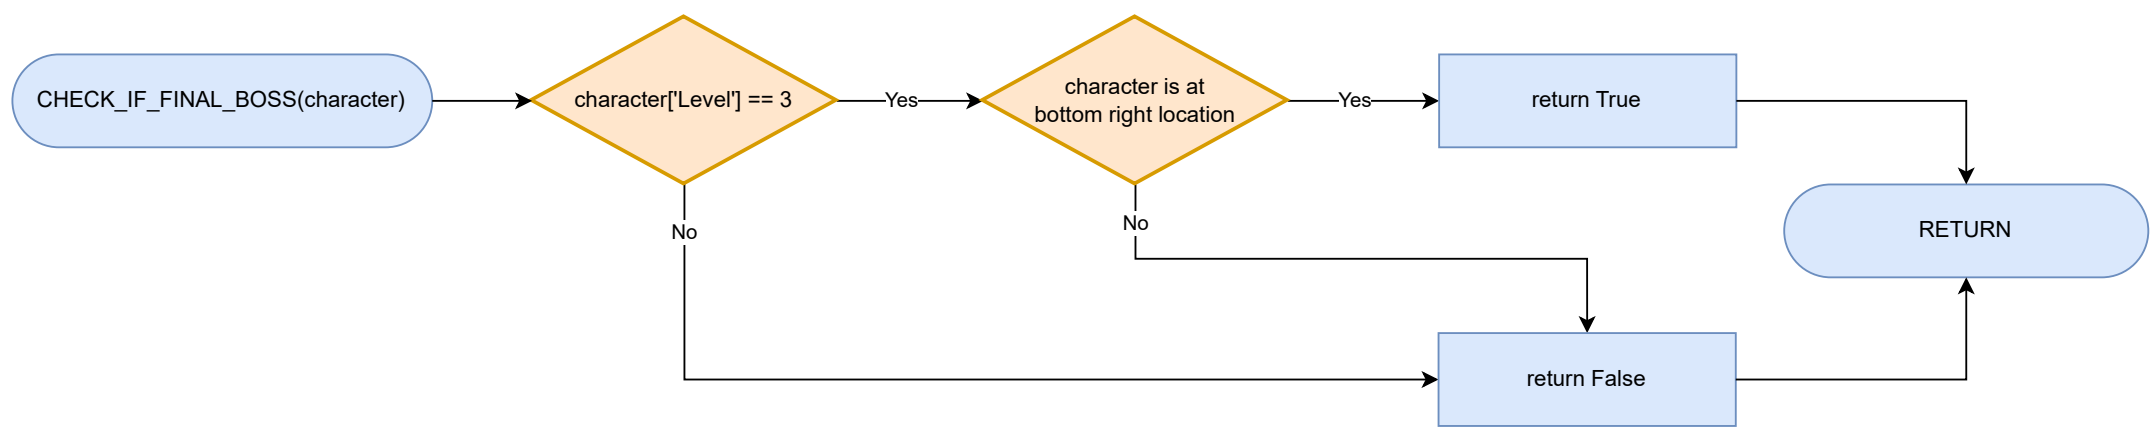 CHECK_IF_FINAL_BOSS(character)
character['Level'] == 3
Yes
character is at
bottom right location
Yes
return True
No
No
RETURN
return False